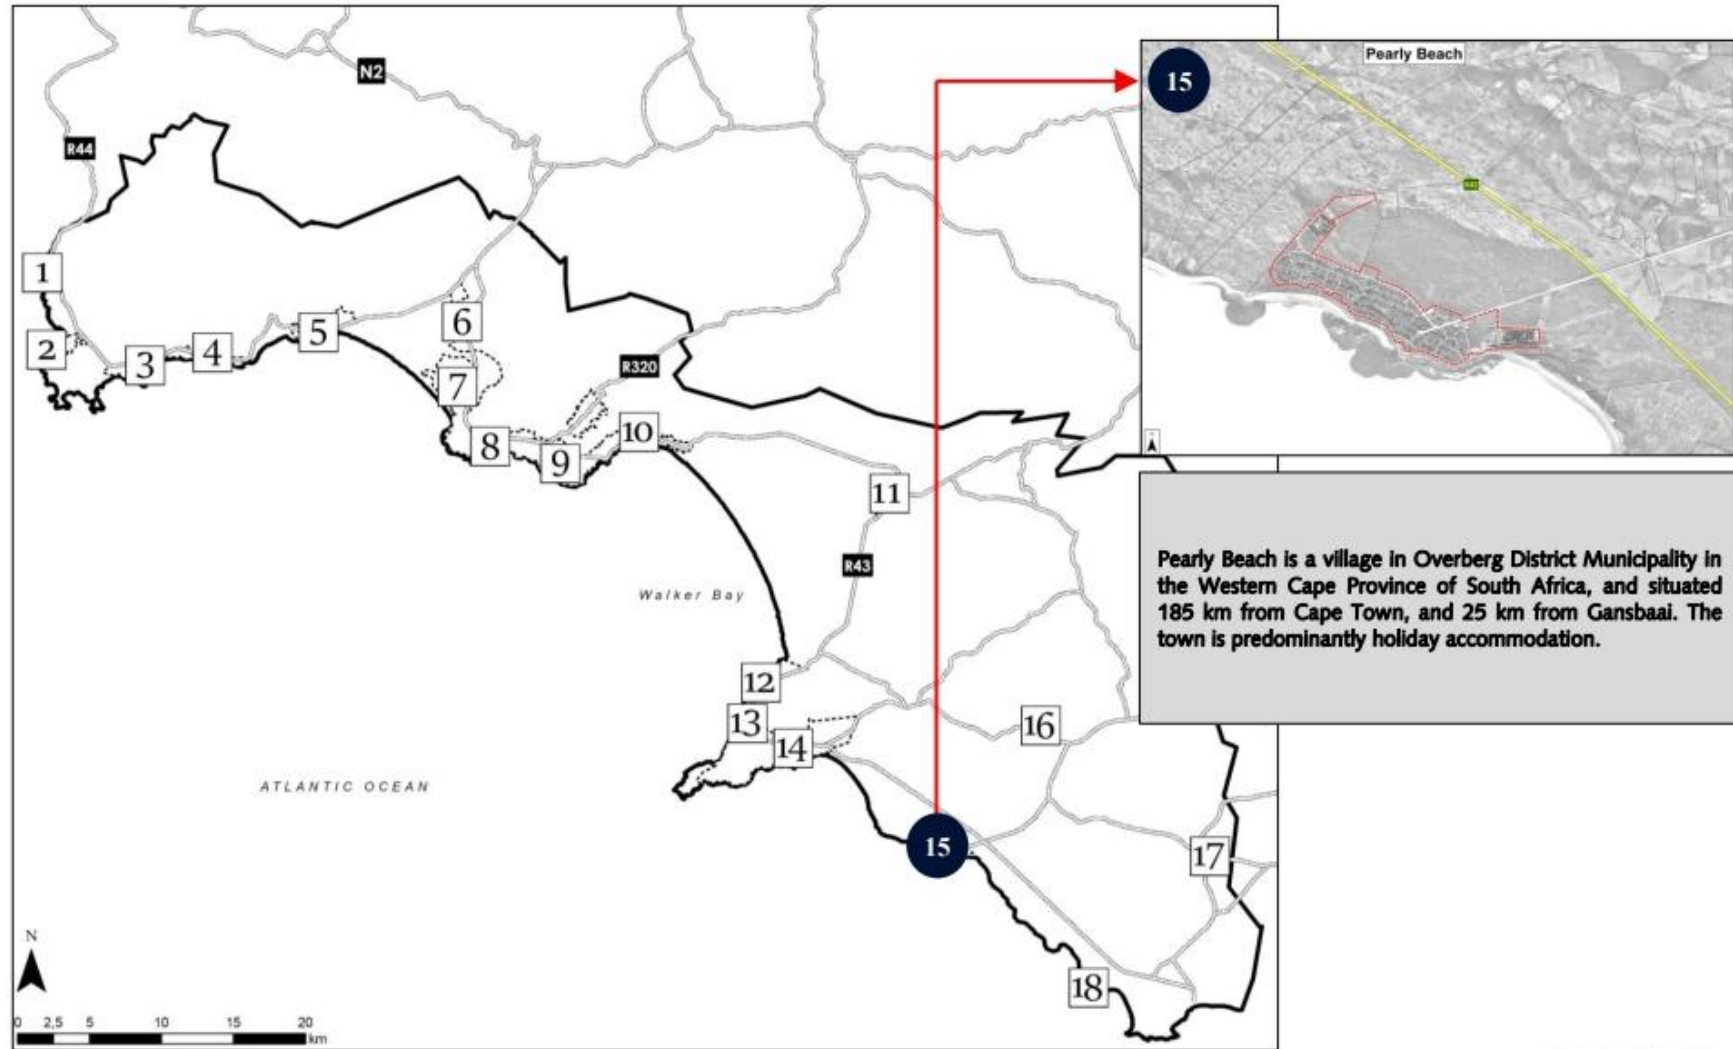 N2
R44
1
2
3
4
5
6
7
8
9
10
R320
11
R43
Walker Bay
12
13
14
15
16
17
18
ATLANTIC OCEAN
N
0 2,5 5 10 15 20
km
15
Pearly Beach
R43
Pearly Beach is a village in Overberg District Municipality in
the Western Cape Province of South Africa, and situated
185 km from Cape Town, and 25 km from Gansbaai. The
town is predominantly holiday accommodation.